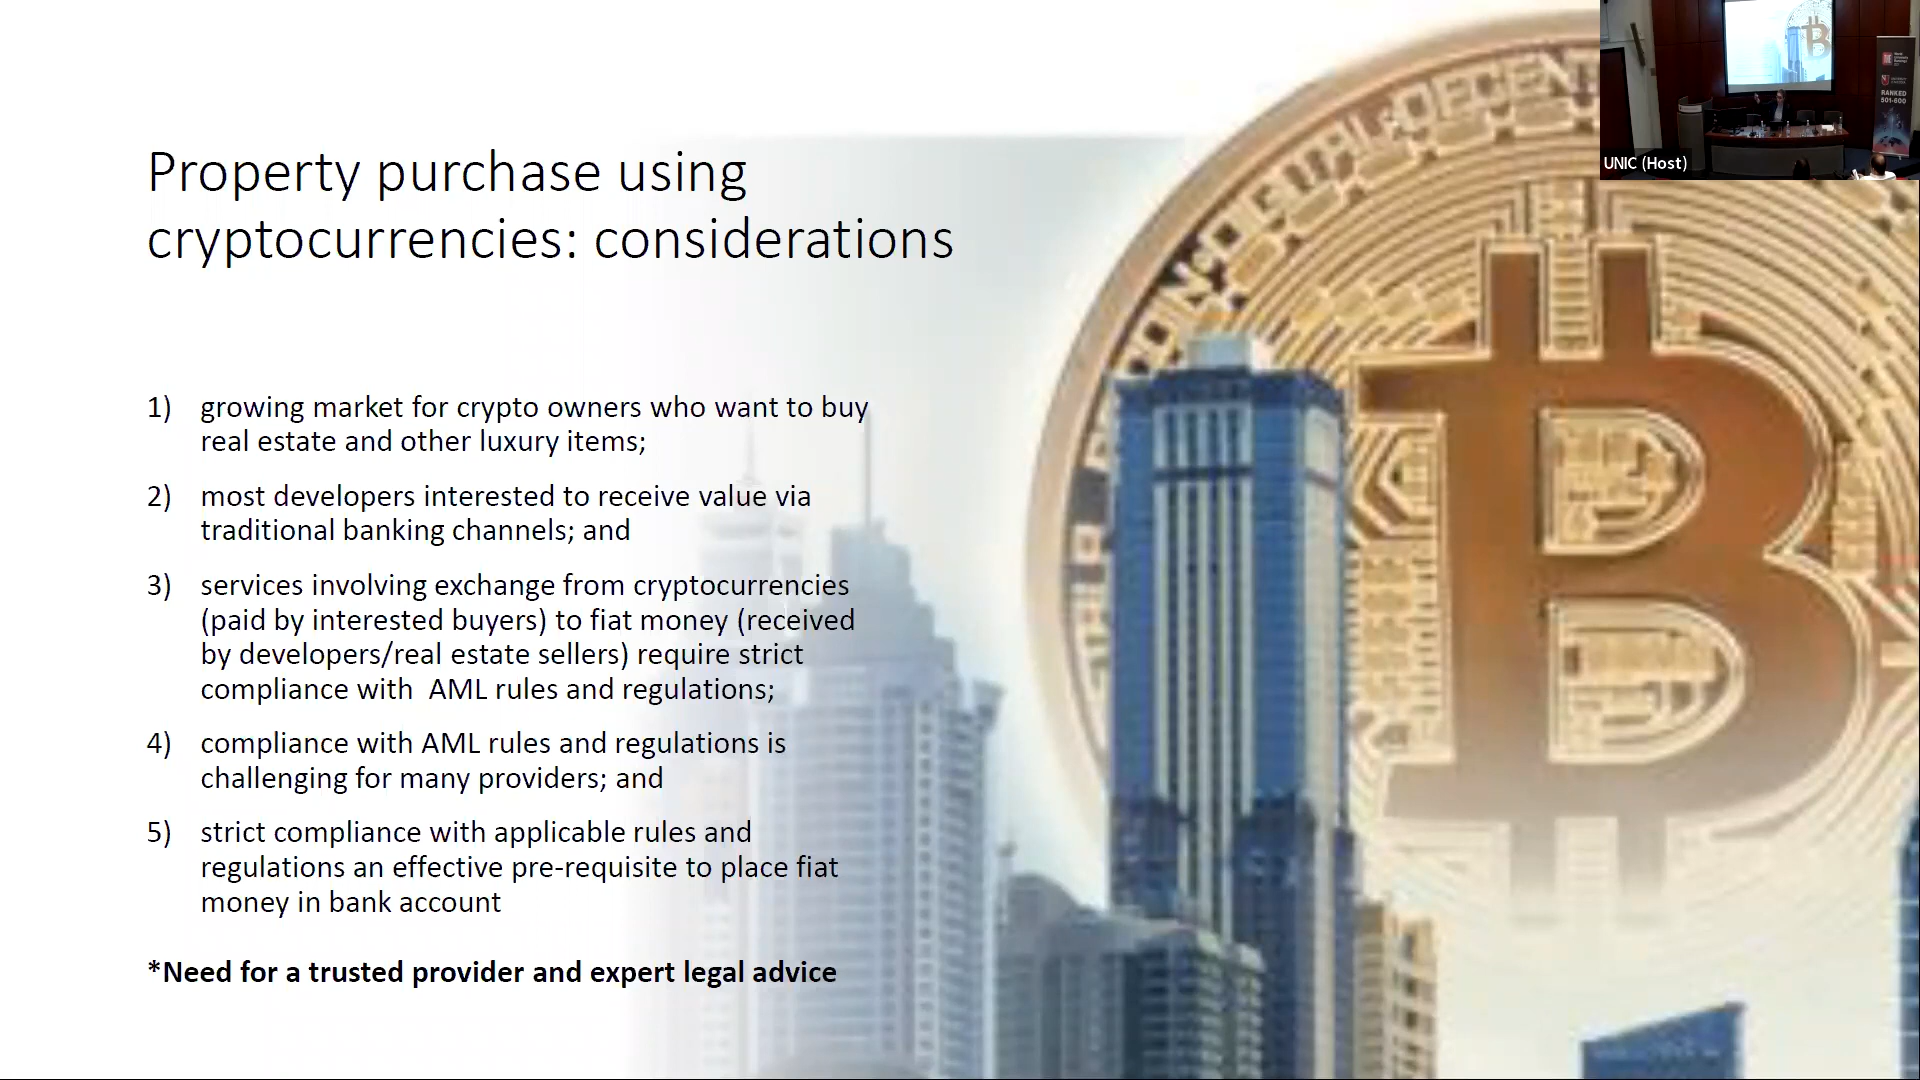 Property purchase using
cryptocurrencies: considerations
1) growing market for crypto owners who want to buy
real estate and other luxury items;
2) most developers interested to receive value via
traditional banking channels; and
3) services involving exchange from cryptocurrencies
(paid by interested buyers) to fiat money (received
by developers/real estate sellers) require strict
compliance with  AML rules and regulations;
4) compliance with AML rules and regulations is
challenging for many providers; and
5) strict compliance with applicable rules and
regulations an effective pre-requisite to place fiat
money in bank account
*Need for a trusted provider and expert legal advice
UNIC (Host)
RANKED
501-600